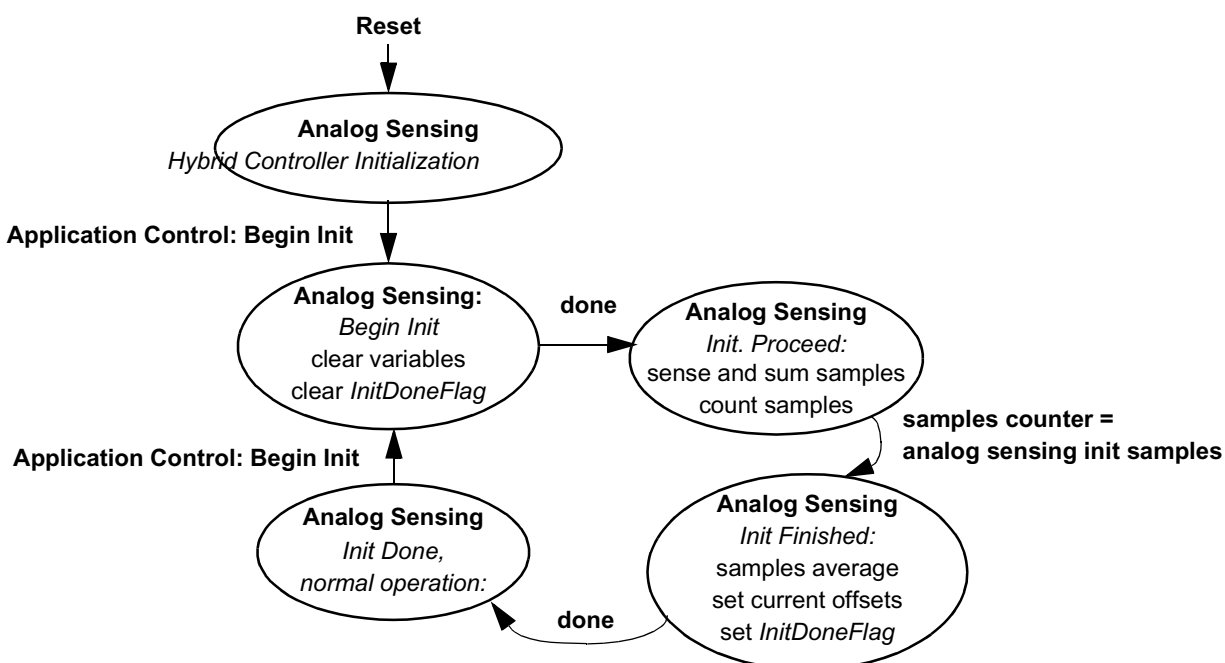 Reset
Analog Sensing
Hybrid Controller Initialization
Application Control: Begin Init
Analog Sensing:
Begin Init
clear variables
clear InitDoneFlag
done
Analog Sensing
Init. Proceed:
sense and sum samples
count samples
samples counter =
analog sensing init samples
Application Control: Begin Init
Analog Sensing
Init Done,
normal operation:
Analog Sensing
Init Finished:
samples average
set current offsets
set InitDoneFlag
done